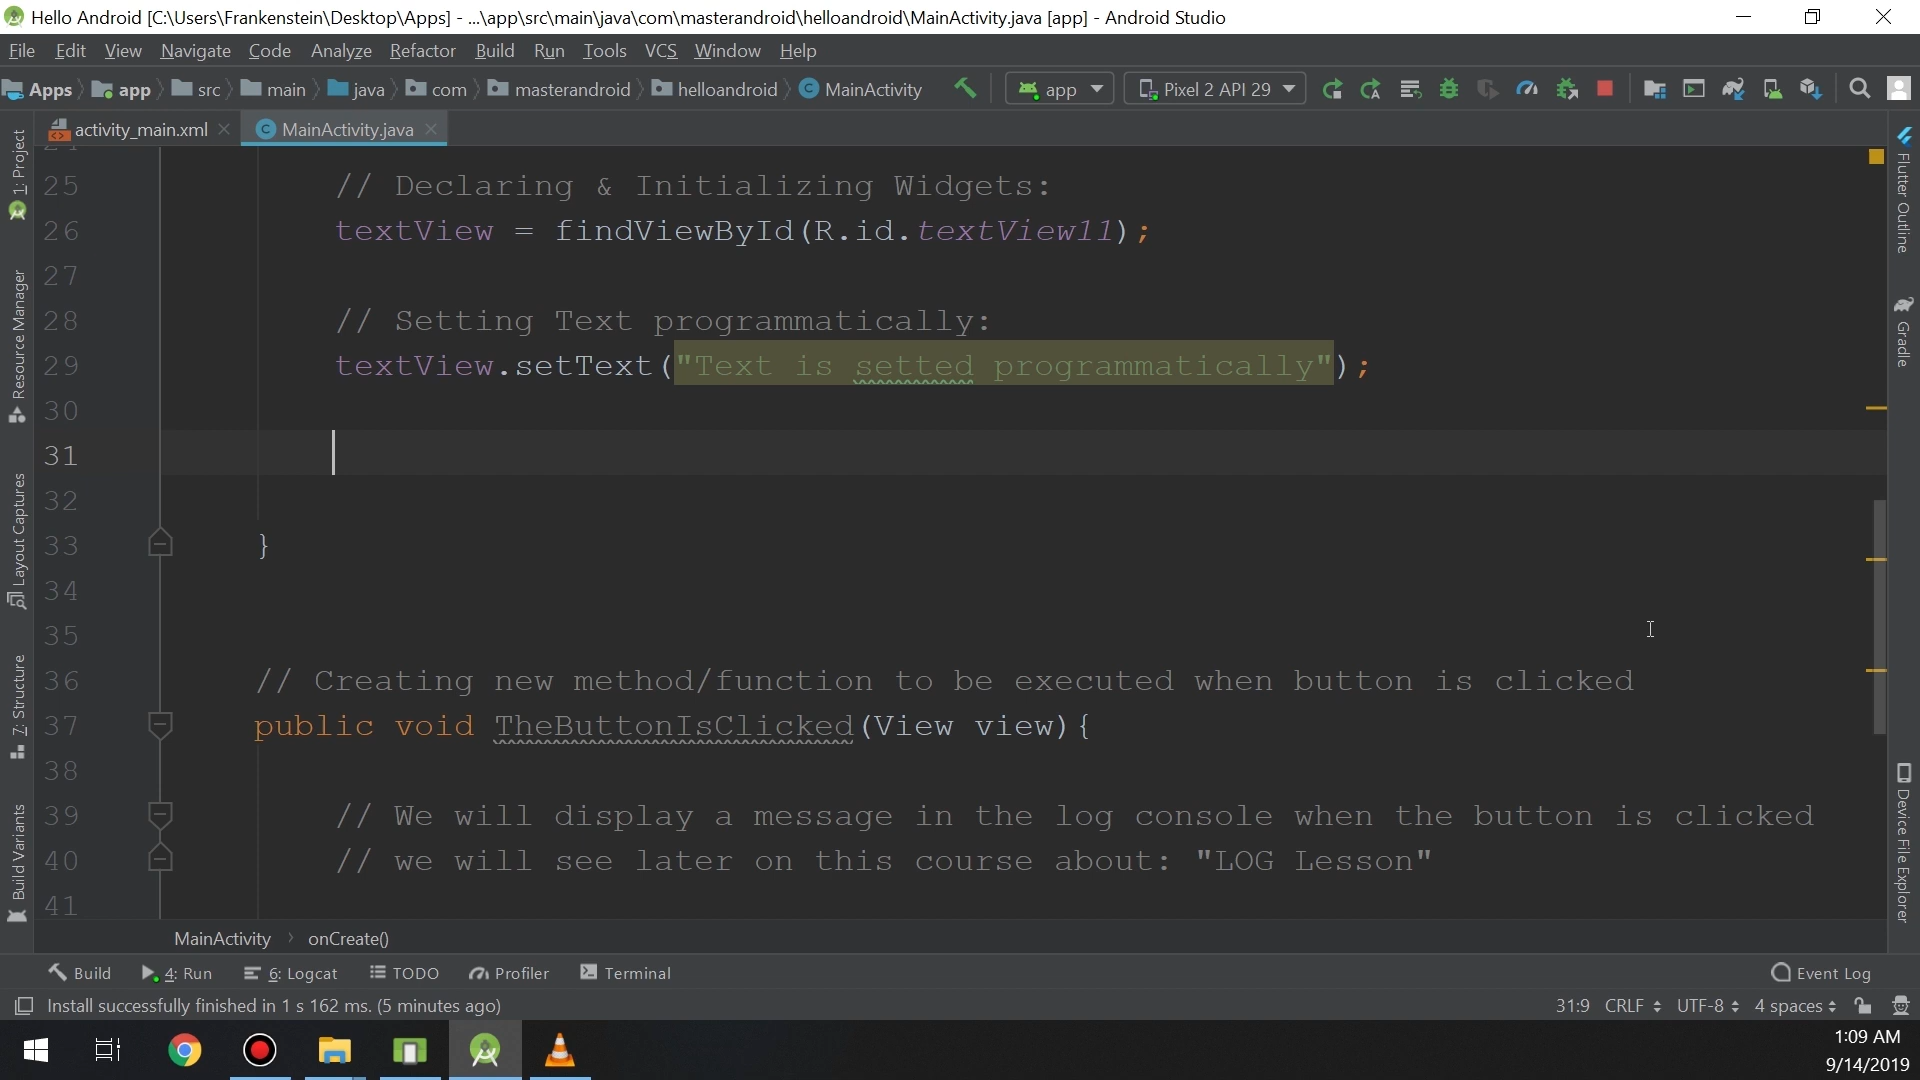 Hello Android [C:\Users\Frankenstein\Desktop\Apps] - ...\app\src\main\java\com\masterandroid\helloandroid\MainActivity.java [app] - Android Studio
File Edit View Navigate Code Analyze Refactor Build Run Tools VCS Window Help
Apps app src main java com masterandroid helloandroid MainActivity app Pixel 2 API 29
activity_main.xml MainActivity.java
1: Project
Resource Manager
Layout Captures
7: Structure
Build Variants
25 // Declaring & Initializing Widgets:
26 textView = findViewById(R.id.textView11);
27
28 // Setting Text programmatically:
29 textView.setText("Text is setted programmatically");
30
31
32
33 }
34
35
36 // Creating new method/function to be executed when button is clicked
37 public void TheButtonIsClicked(View view){
38
39 // We will display a message in the log console when the button is clicked
40 // we will see later on this course about: "LOG Lesson"
41
Flutter Outline
Gradle
Device File Explorer
MainActivity onCreate()
Build 4: Run 6: Logcat TODO Profiler Terminal Event Log
Install successfully finished in 1 s 162 ms. (5 minutes ago) 31:9 CRLF UTF-8 4 spaces
1:09 AM
9/14/2019